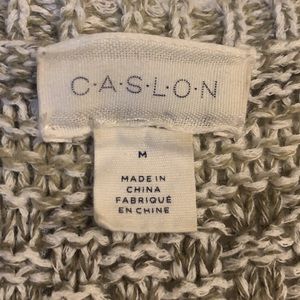 C·A·S·L·O·N
M
MADE IN
CHINA
FABRIQUÉ
EN CHINE